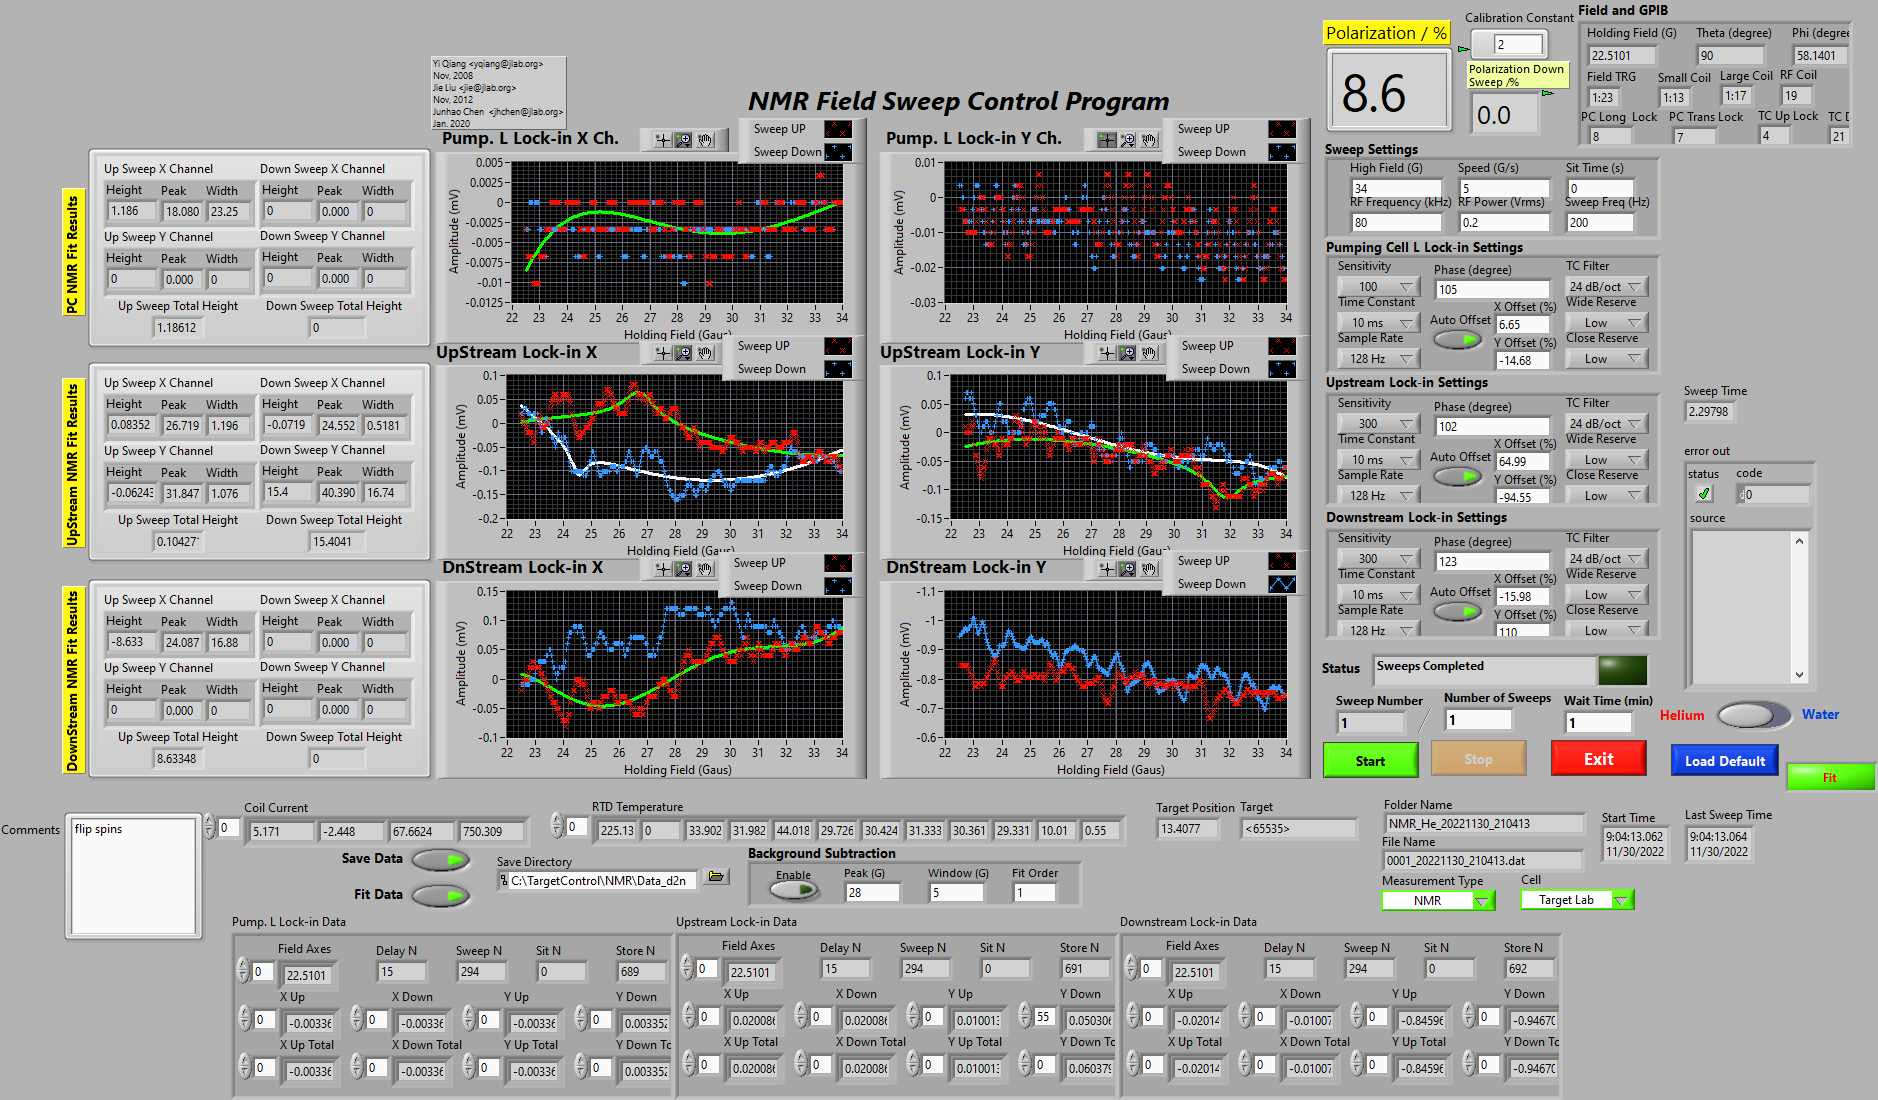 Yi Qiang <yqiang@jlab.org>
Nov, 2008
Jie Liu <jie@jlab.org>
Nov, 2012
Junhao Chen <jhchen@jlab.org>
Jan. 2020
NMR Field Sweep Control Program
Polarization / %
8.6
Calibration Constant
2
Polarization Down
Sweep /%
0.0
Field and GPIB
Holding Field (G) Theta (degree) Phi (degree
22.5101 90 58.1401
Field TRG Small Coil Large Coil RF Coil
1:23 1:13 1:17 19
PC Long Lock PC Trans Lock TC Up Lock TC D
8 7 4 21
PC NMR Fit Results
Up Sweep X Channel Down Sweep X Channel
Height Peak Width Height Peak Width
1.186 18.080 23.25 0 0.000 0
Up Sweep Y Channel Down Sweep Y Channel
Height Peak Width Height Peak Width
0 0.000 0 0 0.000 0
Up Sweep Total Height Down Sweep Total Height
1.18612 0
UpStream NMR Fit Results
Up Sweep X Channel Down Sweep X Channel
Height Peak Width Height Peak Width
0.08352 26.719 1.196 -0.0719 24.552 0.5181
Up Sweep Y Channel Down Sweep Y Channel
Height Peak Width Height Peak Width
-0.06243 31.847 1.076 15.4 40.390 16.74
Up Sweep Total Height Down Sweep Total Height
0.10427 15.4041
DownStream NMR Fit Results
Up Sweep X Channel Down Sweep X Channel
Height Peak Width Height Peak Width
-8.633 24.087 16.88 0 0.000 0
Up Sweep Y Channel Down Sweep Y Channel
Height Peak Width Height Peak Width
0 0.000 0 0 0.000 0
Up Sweep Total Height Down Sweep Total Height
8.63348 0
Pump. L Lock-in X Ch.
Sweep UP
Sweep Down
Amplitude (mV)
0.005
0.0025
0
-0.0025
-0.005
-0.0075
-0.01
-0.0125
22 23 24 25 26 27 28 29 30 31 32 33 34
Holding Field (Gaus)
Pump. L Lock-in Y Ch.
Sweep UP
Sweep Down
Amplitude (mV)
0.01
0
-0.01
-0.02
-0.03
22 23 24 25 26 27 28 29 30 31 32 33 34
Holding Field (Gaus)
UpStream Lock-in X
Sweep UP
Sweep Down
Amplitude (mV)
0.1
0.05
0
-0.05
-0.1
-0.15
-0.2
22 23 24 25 26 27 28 29 30 31 32 33 34
Holding Field (Gaus)
UpStream Lock-in Y
Sweep UP
Sweep Down
Amplitude (mV)
0.1
0.05
0
-0.05
-0.1
-0.15
22 23 24 25 26 27 28 29 30 31 32 33 34
Holding Field (Gaus)
DnStream Lock-in X
Sweep UP
Sweep Down
Amplitude (mV)
0.15
0.1
0.05
0
-0.05
-0.1
22 23 24 25 26 27 28 29 30 31 32 33 34
Holding Field (Gaus)
DnStream Lock-in Y
Sweep UP
Sweep Down
Amplitude (mV)
-1.1
-1
-0.9
-0.8
-0.7
-0.6
22 23 24 25 26 27 28 29 30 31 32 33 34
Holding Field (Gaus)
Sweep Settings
High Field (G) Speed (G/s) Sit Time (s)
34 5 0
RF Frequency (kHz) RF Power (Vrms) Sweep Freq (Hz)
80 0.2 200
Pumping Cell L Lock-in Settings
Sensitivity Phase (degree) TC Filter
100 105 24 dB/oct
Time Constant X Offset (%) Wide Reserve
10 ms Auto Offset 6.65 Low
Sample Rate Y Offset (%) Close Reserve
128 Hz -14.68 Low
Upstream Lock-in Settings
Sensitivity Phase (degree) TC Filter
300 102 24 dB/oct
Time Constant X Offset (%) Wide Reserve
10 ms Auto Offset 64.99 Low
Sample Rate Y Offset (%) Close Reserve
128 Hz -94.55 Low
Downstream Lock-in Settings
Sensitivity Phase (degree) TC Filter
300 123 24 dB/oct
Time Constant X Offset (%) Wide Reserve
10 ms Auto Offset -15.98 Low
Sample Rate Y Offset (%) Close Reserve
128 Hz 110 Low
Sweep Time
2.29798
error out
status code
0
source
Status Sweeps Completed
Sweep Number Number of Sweeps Wait Time (min)
1 / 1 1
Helium Water
Start Stop Exit Load Default Fit
Comments
flip spins
Coil Current
0 5.171 -2.448 67.6624 750.309
RTD Temperature
0 225.13 0 33.902 31.982 44.018 29.726 30.424 31.333 30.361 29.331 10.01 0.55
Target Position Target
13.4077 <65535>
Folder Name
NMR_He_20221130_210413
File Name
0001_20221130_210413.dat
Start Time
9:04:13.062
11/30/2022
Last Sweep Time
9:04:13.064
11/30/2022
Measurement Type Cell
NMR Target Lab
Save Data
Fit Data
Save Directory
C:\TargetControl\NMR\Data_d2n
Background Subtraction
Enable Peak (G) Window (G) Fit Order
28 5 1
Pump. L Lock-in Data
Field Axes Delay N Sweep N Sit N Store N
0 22.5101 15 294 0 689
X Up X Down Y Up Y Down
0 -0.00336 0 -0.00336 0 -0.00336 0 0.003352
X Up Total X Down Total Y Up Total Y Down To
0 -0.00336 0 -0.00336 0 -0.00336 0 0.003352
Upstream Lock-in Data
Field Axes Delay N Sweep N Sit N Store N
0 22.5101 15 294 0 691
X Up X Down Y Up Y Down
0 0.020086 0 0.020086 0 0.010013 55 0.050306
X Up Total X Down Total Y Up Total Y Down To
0 0.020086 0 0.020086 0 0.010013 0 0.060379
Downstream Lock-in Data
Field Axes Delay N Sweep N Sit N Store N
0 22.5101 15 294 0 692
X Up X Down Y Up Y Down
0 -0.02014 0 -0.01007 0 -0.84596 0 -0.94670
X Up Total X Down Total Y Up Total Y Down To
0 -0.02014 0 -0.01007 0 -0.84596 0 -0.94670